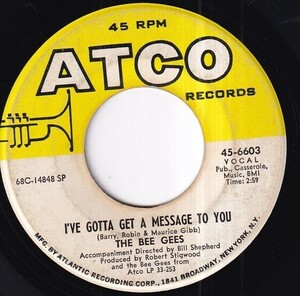 45 RPM
ATCO
RECORDS
45-6603
VOCAL
Pub., Casserole,
Music, BMI
Time: 2:59
68C-14848 SP
I'VE GOTTA GET A MESSAGE TO YOU
(Barry, Robin & Maurice Gibb)
THE BEE GEES
Accompaniment Directed by Bill Shepherd
Produced by Robert Stigwood
and the Bee Gees from
Atco LP 33-253
MFG. BY ATLANTIC RECORDING CORP., 1841 BROADWAY, NEW YORK, N.Y.